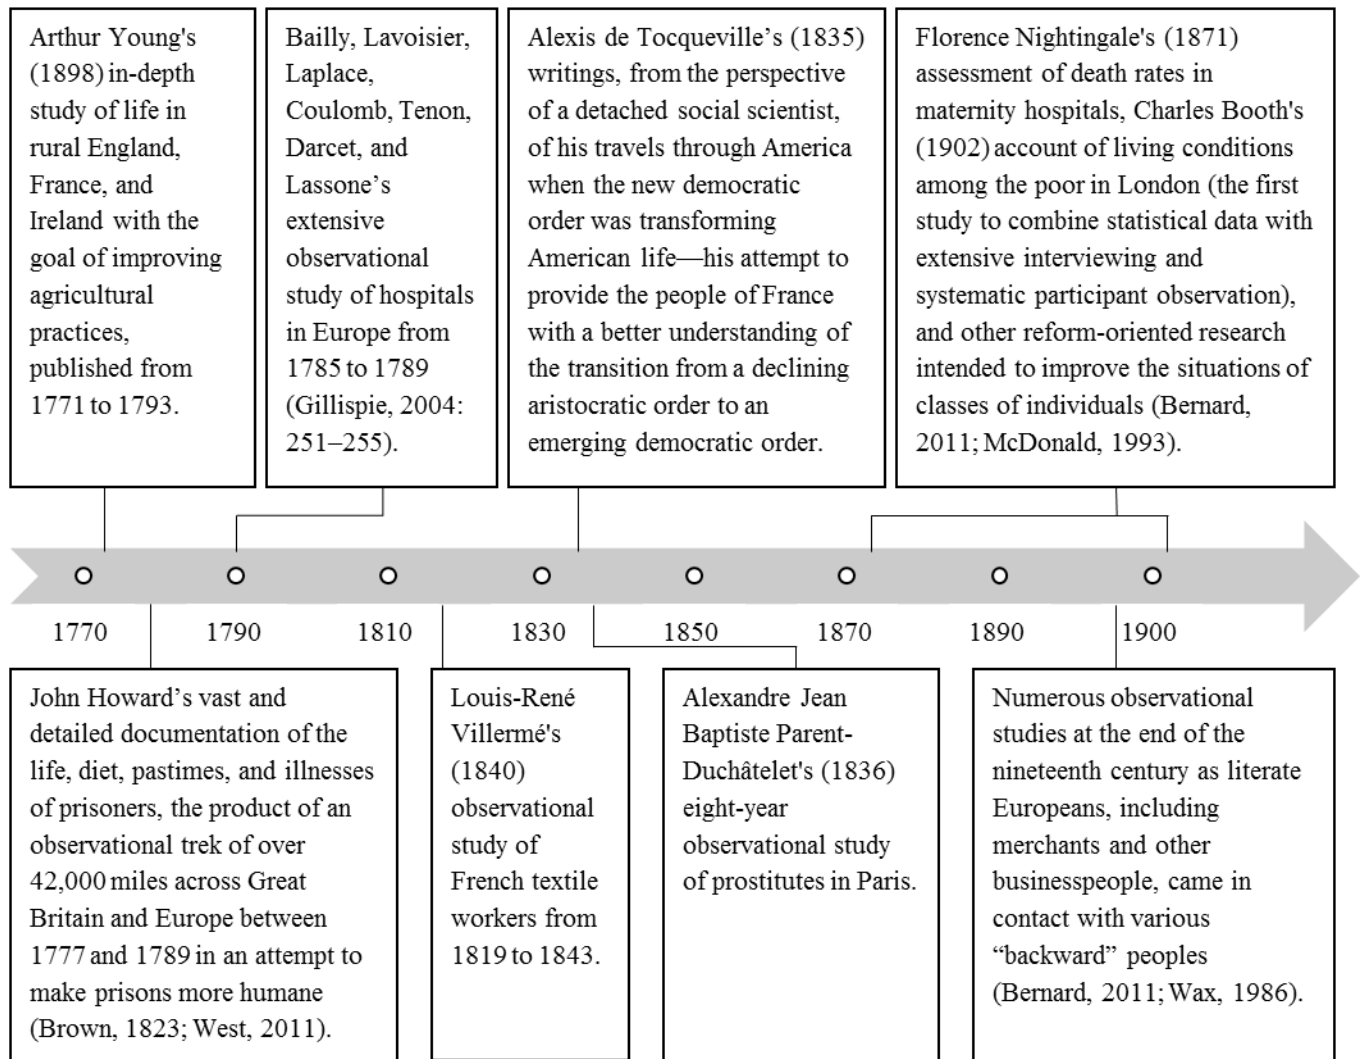 Arthur Young's
(1898) in-depth
study of life in
rural England,
France, and
Ireland with the
goal of improving
agricultural
practices,
published from
1771 to 1793.
Bailly, Lavoisier,
Laplace,
Coulomb, Tenon,
Darcet, and
Lassone’s
extensive
observational
study of hospitals
in Europe from
1785 to 1789
(Gillispie, 2004:
251–255).
Alexis de Tocqueville’s (1835)
writings, from the perspective
of a detached social scientist,
of his travels through America
when the new democratic
order was transforming
American life—his attempt to
provide the people of France
with a better understanding of
the transition from a declining
aristocratic order to an
emerging democratic order.
Florence Nightingale's (1871)
assessment of death rates in
maternity hospitals, Charles Booth's
(1902) account of living conditions
among the poor in London (the first
study to combine statistical data with
extensive interviewing and
systematic participant observation),
and other reform-oriented research
intended to improve the situations of
classes of individuals (Bernard,
2011; McDonald, 1993).
1770 1790 1810 1830 1850 1870 1890 1900
John Howard’s vast and
detailed documentation of the
life, diet, pastimes, and illnesses
of prisoners, the product of an
observational trek of over
42,000 miles across Great
Britain and Europe between
1777 and 1789 in an attempt to
make prisons more humane
(Brown, 1823; West, 2011).
Louis-René
Villermé's
(1840)
observational
study of
French textile
workers from
1819 to 1843.
Alexandre Jean
Baptiste Parent-
Duchâtelet's (1836)
eight-year
observational study
of prostitutes in Paris.
Numerous observational
studies at the end of the
nineteenth century as literate
Europeans, including
merchants and other
businesspeople, came in
contact with various
“backward” peoples
(Bernard, 2011; Wax, 1986).